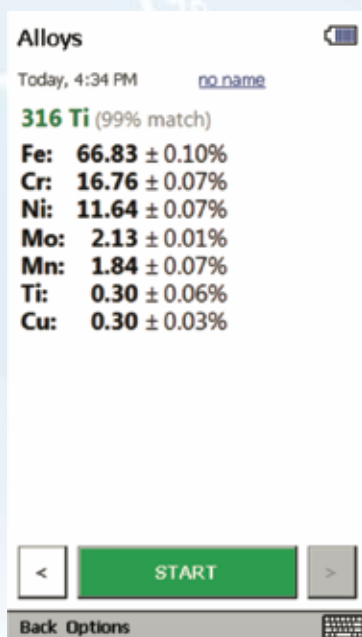 Alloys
Today, 4:34 PM no name
316 Ti (99% match)
Fe: 66.83 ± 0.10%
Cr: 16.76 ± 0.07%
Ni: 11.64 ± 0.07%
Mo: 2.13 ± 0.01%
Mn: 1.84 ± 0.07%
Ti: 0.30 ± 0.06%
Cu: 0.30 ± 0.03%
< START >
Back Options